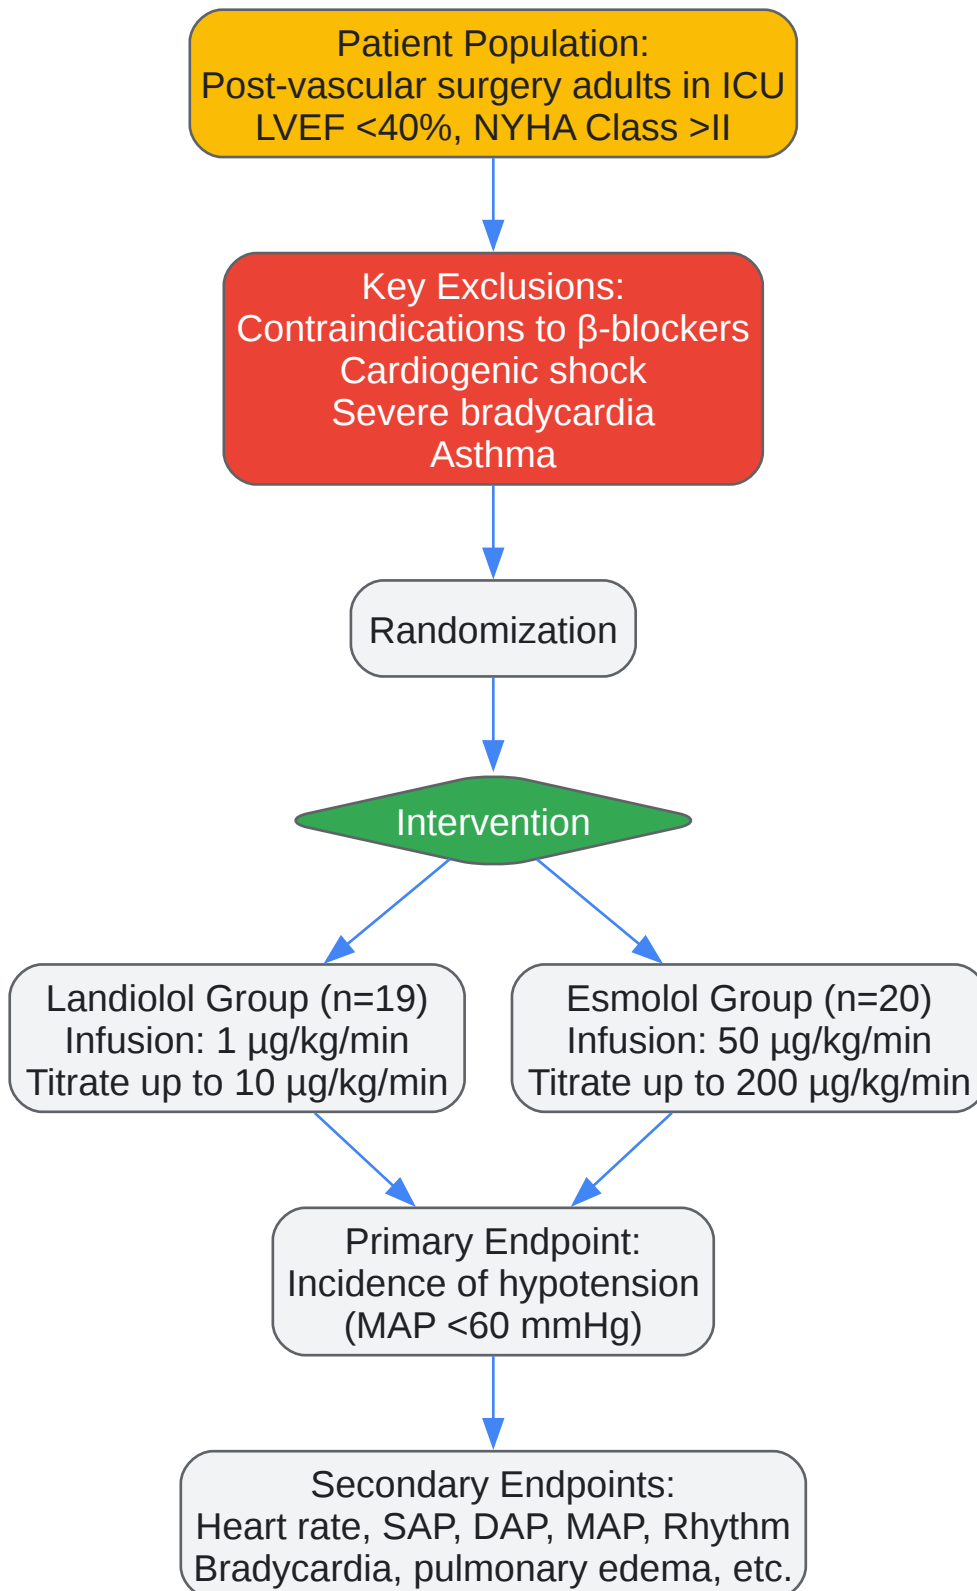 Patient Population:
Post-vascular surgery adults in ICU
LVEF <40%, NYHA Class >II
Key Exclusions:
Contraindications to β-blockers
Cardiogenic shock
Severe bradycardia
Asthma
Randomization
Intervention
Landiolol Group (n=19)
Infusion: 1 µg/kg/min
Titrate up to 10 µg/kg/min
Esmolol Group (n=20)
Infusion: 50 µg/kg/min
Titrate up to 200 µg/kg/min
Primary Endpoint:
Incidence of hypotension
(MAP <60 mmHg)
Secondary Endpoints:
Heart rate, SAP, DAP, MAP, Rhythm
Bradycardia, pulmonary edema, etc.